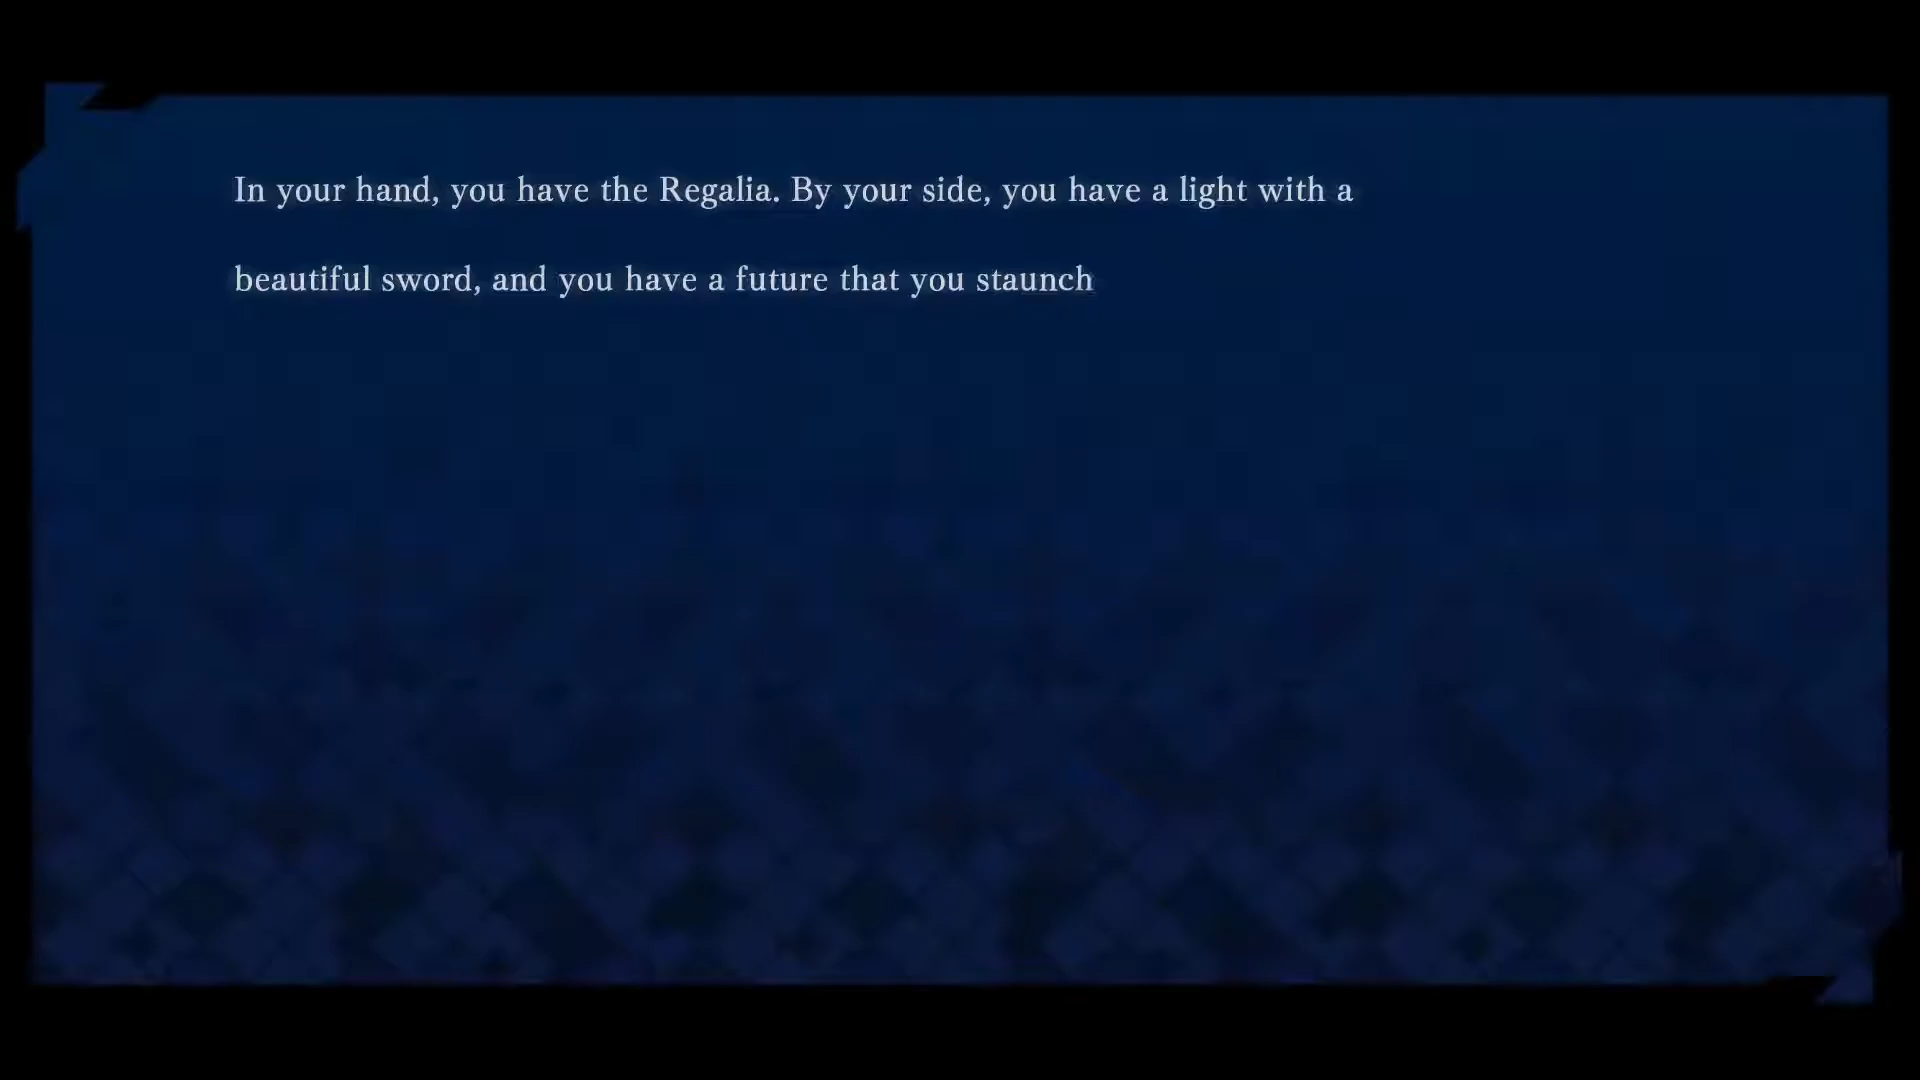 In your hand, you have the Regalia. By your side, you have a light with a
beautiful sword, and you have a future that you staunch